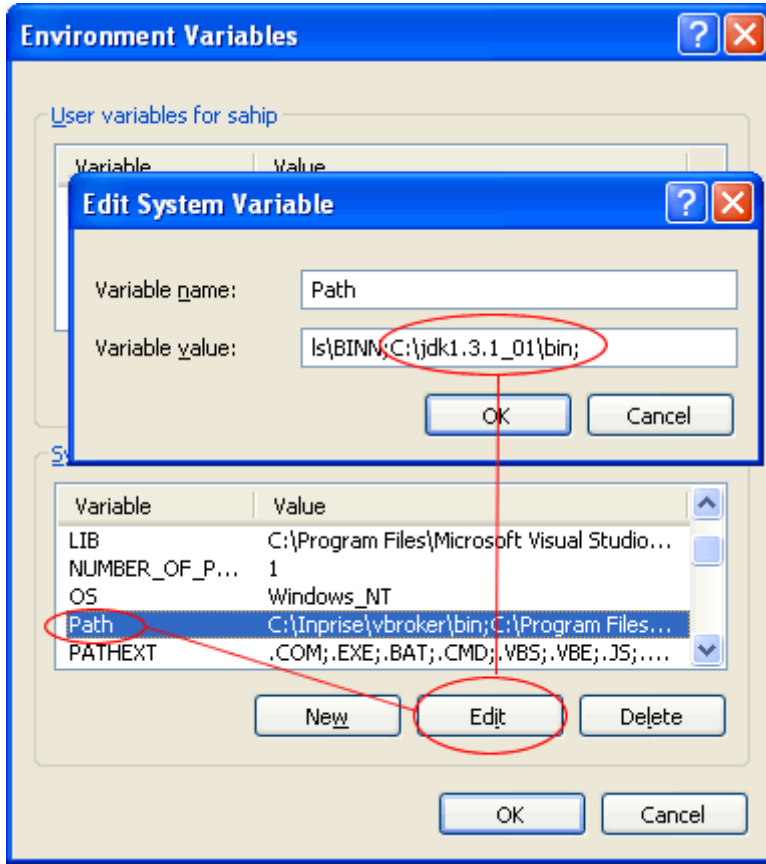 Environment Variables
User variables for sahip
Variable Value
Edit System Variable
Variable name: Path
Variable value: ls\BINN;C:\jdk1.3.1_01\bin;
OK Cancel
Sy
Variable Value
LIB C:\Program Files\Microsoft Visual Studio...
NUMBER_OF_P... 1
OS Windows_NT
Path C:\Inprise\vbroker\bin;C:\Program Files...
PATHEXT .COM;.EXE;.BAT;.CMD;.VBS;.VBE;.JS;....
New Edit Delete
OK Cancel